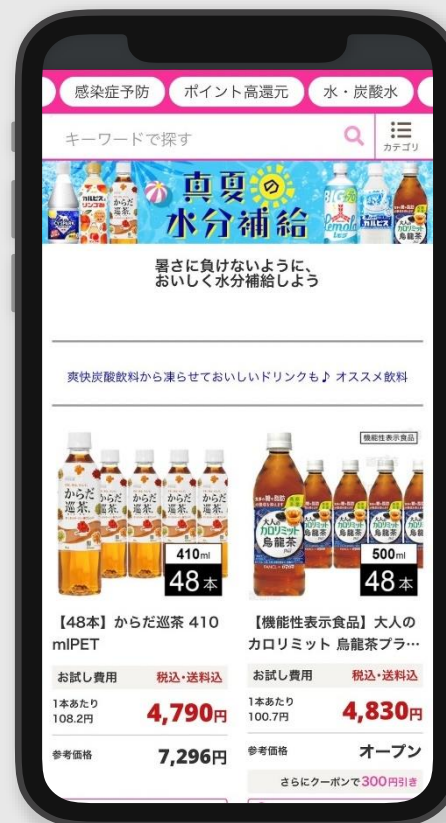 感染症予防
ポイント高還元
水・炭酸水
キーワードで探す
カテゴリ
真夏の
水分補給
暑さに負けないように、
おいしく水分補給しよう
爽快炭酸飲料から凍らせておいしいドリンクも♪ オススメ飲料
からだ
巡茶
410ml
48本
機能性表示食品
大人の
カロリミット
烏龍茶
500ml
48本
【48本】からだ巡茶 410
mlPET
お試し費用 税込・送料込
1本あたり
108.2円
4,790円
参考価格 7,296円
【機能性表示食品】大人の
カロリミット 烏龍茶プラ…
お試し費用 税込・送料込
1本あたり
100.7円
4,830円
参考価格 オープン
さらにクーポンで300円引き